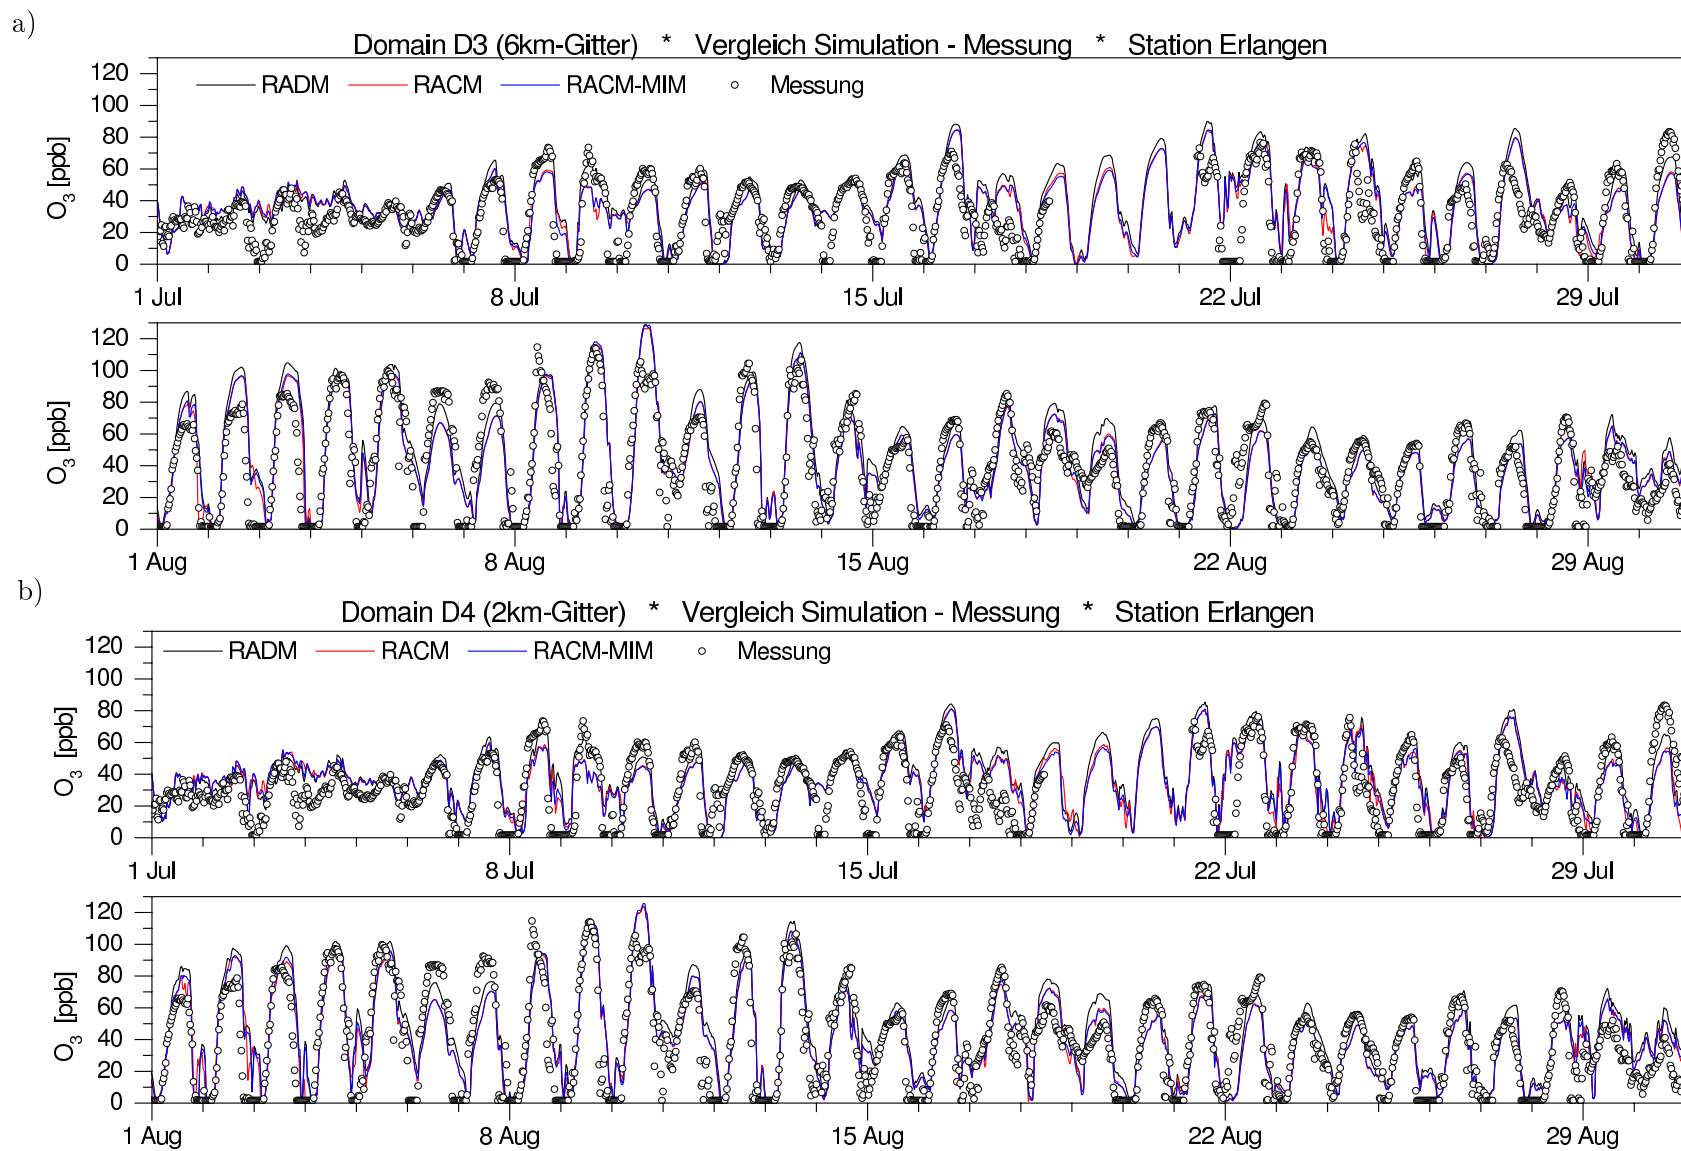 a)
Domain D3 (6km-Gitter) * Vergleich Simulation - Messung * Station Erlangen
RADM RACM RACM-MIM Messung
O3 [ppb]
120
100
80
60
40
20
0
1 Jul 8 Jul 15 Jul 22 Jul 29 Jul
O3 [ppb]
120
100
80
60
40
20
0
1 Aug 8 Aug 15 Aug 22 Aug 29 Aug
b)
Domain D4 (2km-Gitter) * Vergleich Simulation - Messung * Station Erlangen
RADM RACM RACM-MIM Messung
O3 [ppb]
120
100
80
60
40
20
0
1 Jul 8 Jul 15 Jul 22 Jul 29 Jul
O3 [ppb]
120
100
80
60
40
20
0
1 Aug 8 Aug 15 Aug 22 Aug 29 Aug